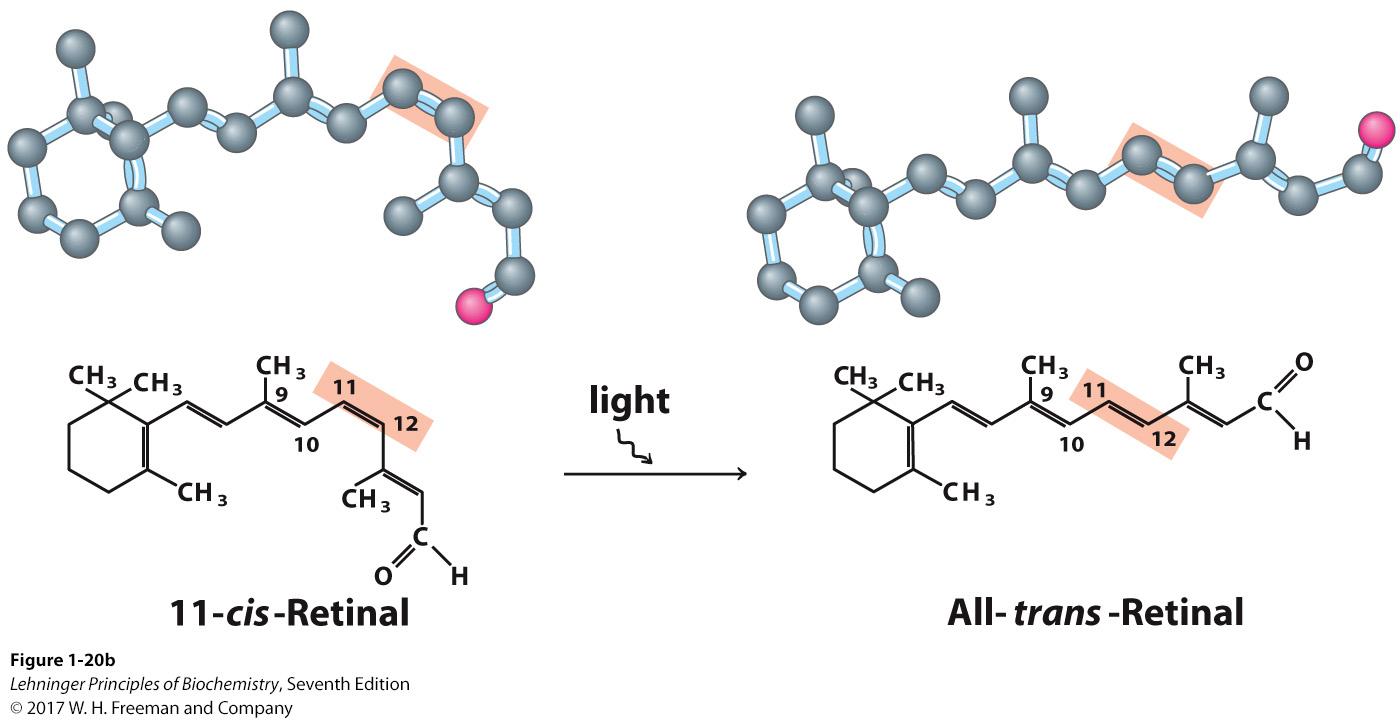 CH3 CH3 CH3
9
10
11
12
CH3
CH3
C
O H
light
CH3 CH3 CH3
9
10
11
12
CH3
CH3
O
C
H
11-cis-Retinal
All-trans-Retinal
Figure 1-20b
Lehninger Principles of Biochemistry, Seventh Edition
© 2017 W. H. Freeman and Company